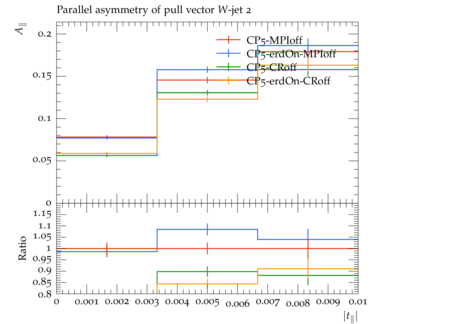 Parallel asymmetry of pull vector W-jet 2
A∥
0.2
0.15
0.1
0.05
0
CP5-MPIoff
CP5-erdOn-MPIoff
CP5-CRoff
CP5-erdOn-CRoff
Ratio
1.15
1.1
1.05
1
0.95
0.9
0.85
0.8
0 0.001 0.002 0.003 0.004 0.005 0.006 0.007 0.008 0.009 0.01
|t∥|